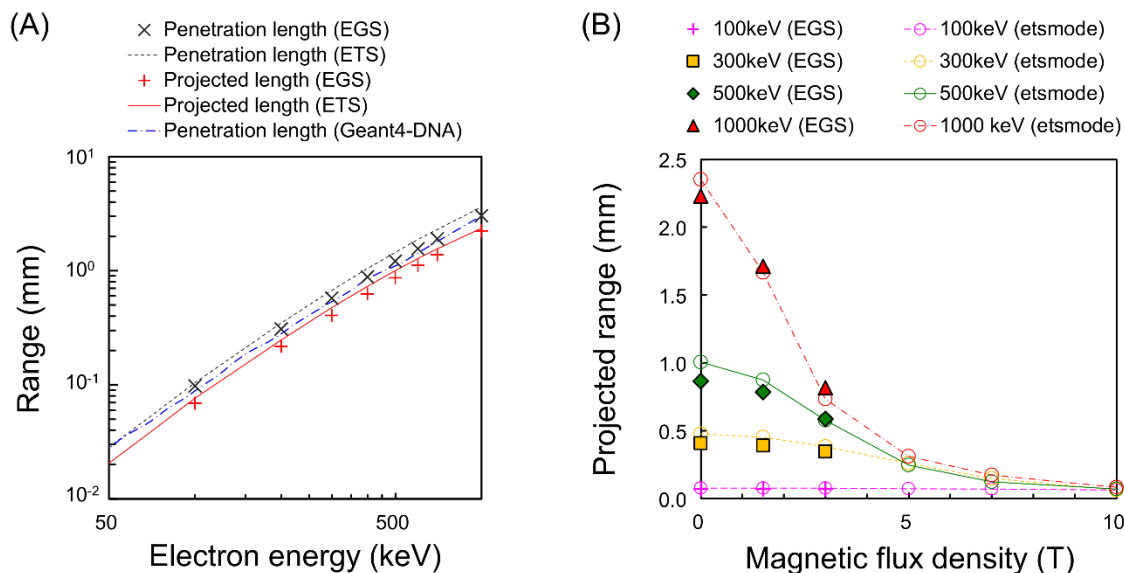 (A)
Penetration length (EGS)
Penetration length (ETS)
Projected length (EGS)
Projected length (ETS)
Penetration length (Geant4-DNA)
10^1
10^0
10^-1
10^-2
Range (mm)
50
500
Electron energy (keV)
(B)
100keV (EGS)
100keV (etsmode)
300keV (EGS)
300keV (etsmode)
500keV (EGS)
500keV (etsmode)
1000keV (EGS)
1000 keV (etsmode)
2.5
2.0
1.5
1.0
0.5
0.0
Projected range (mm)
0
5
10
Magnetic flux density (T)